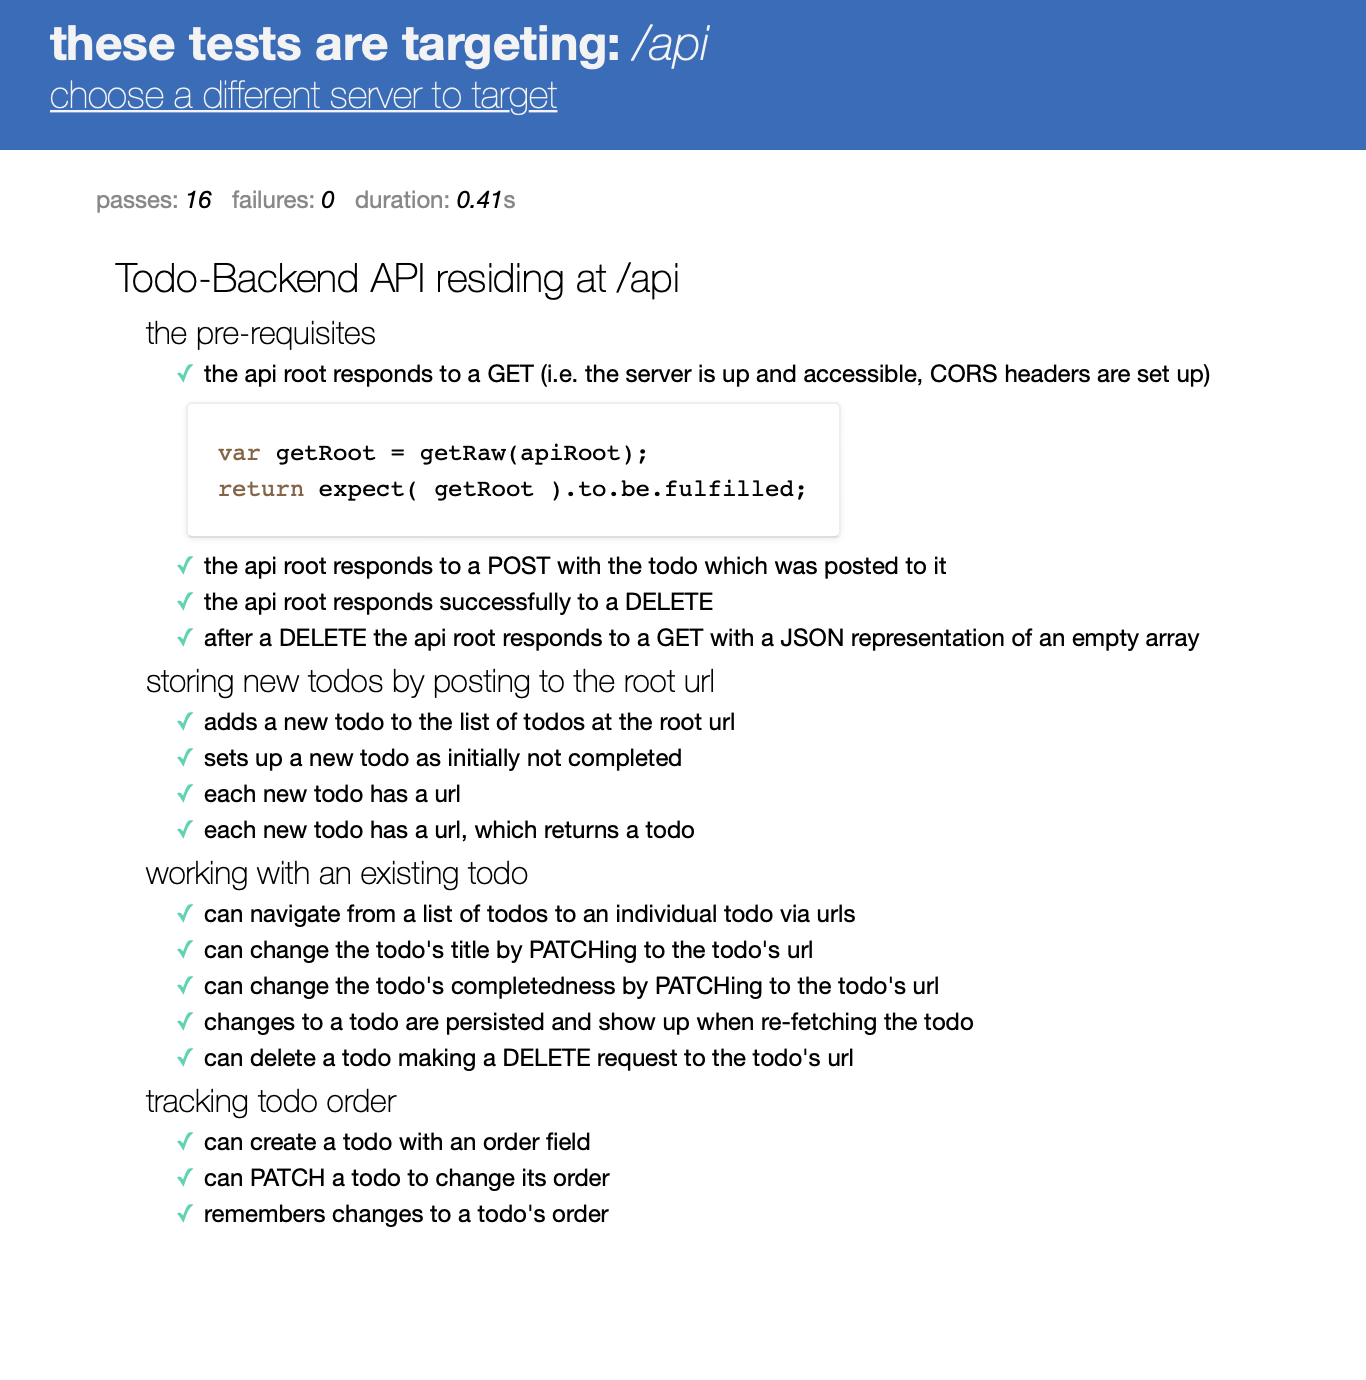 these tests are targeting: /api
choose a different server to target
passes: 16 failures: 0 duration: 0.41s
Todo-Backend API residing at /api
the pre-requisites
✓ the api root responds to a GET (i.e. the server is up and accessible, CORS headers are set up)
var getRoot = getRaw(apiRoot);
return expect( getRoot ).to.be.fulfilled;
✓ the api root responds to a POST with the todo which was posted to it
✓ the api root responds successfully to a DELETE
✓ after a DELETE the api root responds to a GET with a JSON representation of an empty array
storing new todos by posting to the root url
✓ adds a new todo to the list of todos at the root url
✓ sets up a new todo as initially not completed
✓ each new todo has a url
✓ each new todo has a url, which returns a todo
working with an existing todo
✓ can navigate from a list of todos to an individual todo via urls
✓ can change the todo's title by PATCHing to the todo's url
✓ can change the todo's completedness by PATCHing to the todo's url
✓ changes to a todo are persisted and show up when re-fetching the todo
✓ can delete a todo making a DELETE request to the todo's url
tracking todo order
✓ can create a todo with an order field
✓ can PATCH a todo to change its order
✓ remembers changes to a todo's order